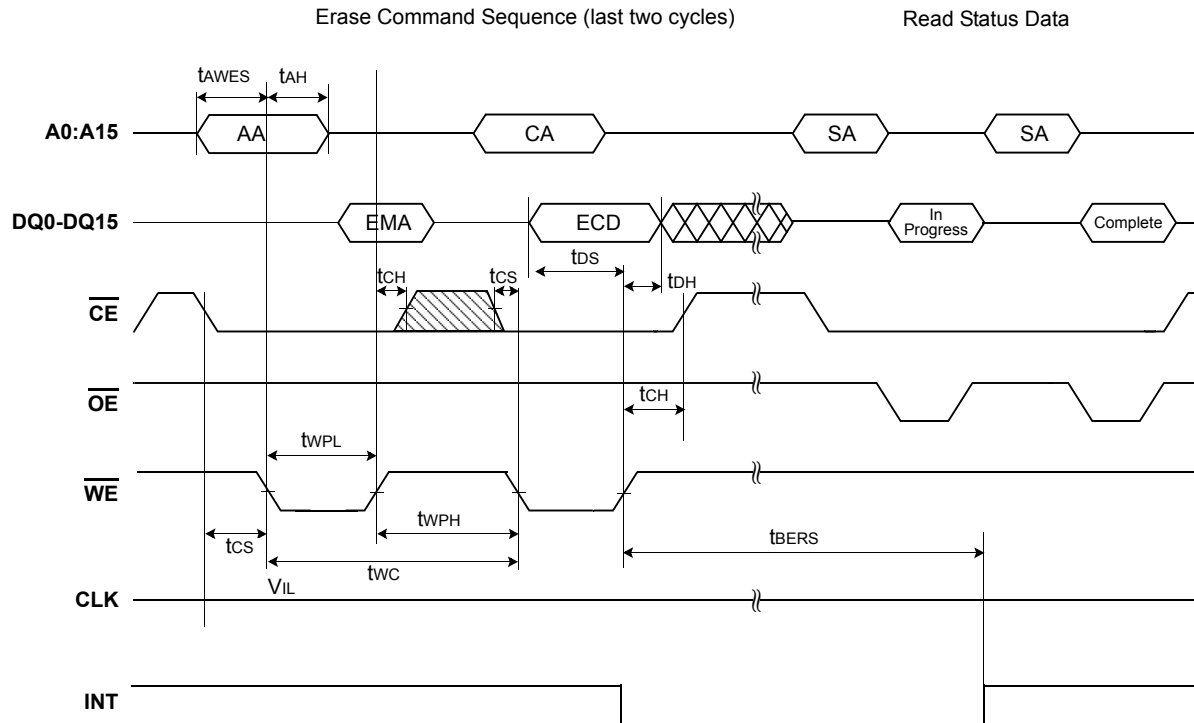 Erase Command Sequence (last two cycles) Read Status Data
tAWES tAH
A0:A15 AA CA SA SA
DQ0-DQ15 EMA ECD In Progress Complete
tDS
tCH tCS tDH
CE
OE
tCH
tWPL
WE
tWPH
tCS tBERS
tWC
VIL
CLK
INT